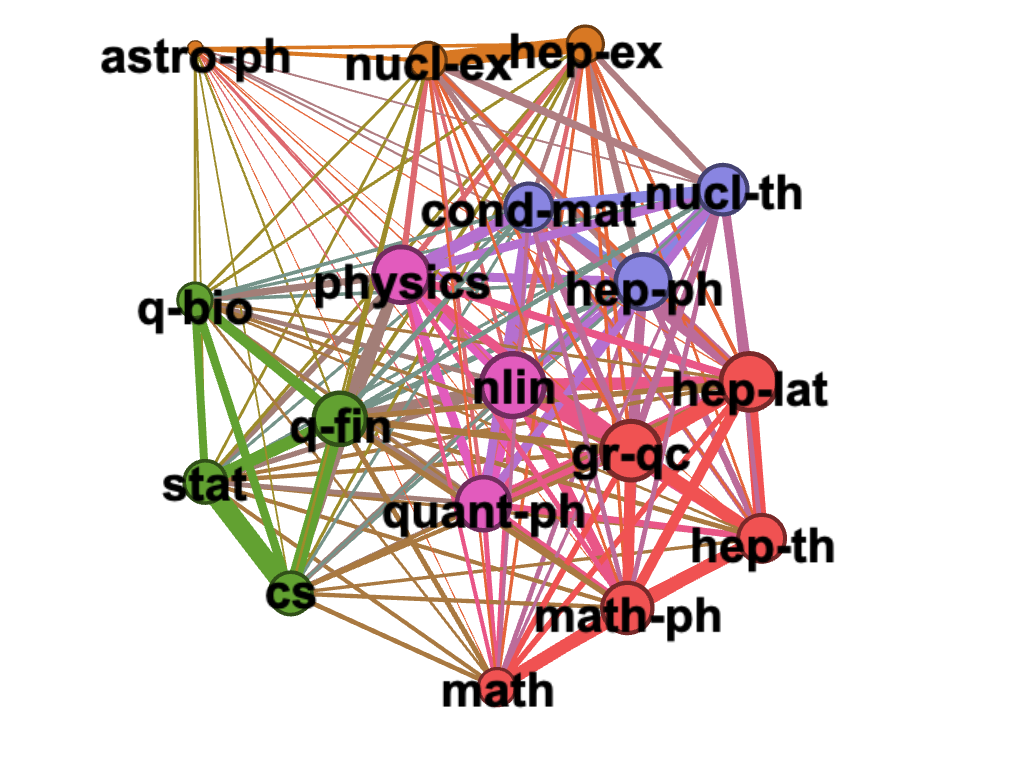 astro-ph
nucl-ex
hep-ex
nucl-th
cond-mat
physics
hep-ph
q-bio
nlin
hep-lat
q-fin
gr-qc
stat
quant-ph
hep-th
cs
math-ph
math